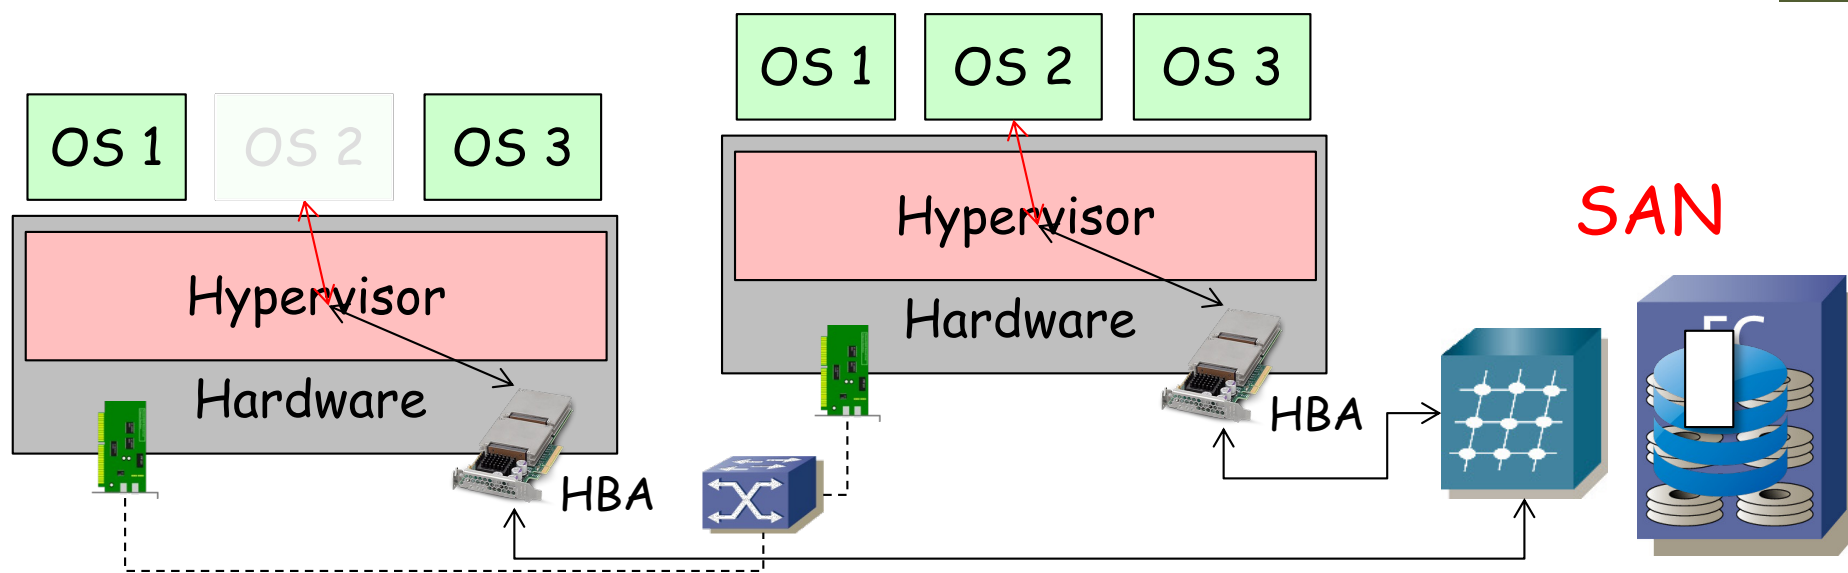 OS 1
OS 2
OS 3
Hypervisor
Hardware
HBA
OS 1
OS 2
OS 3
Hypervisor
Hardware
HBA
SAN